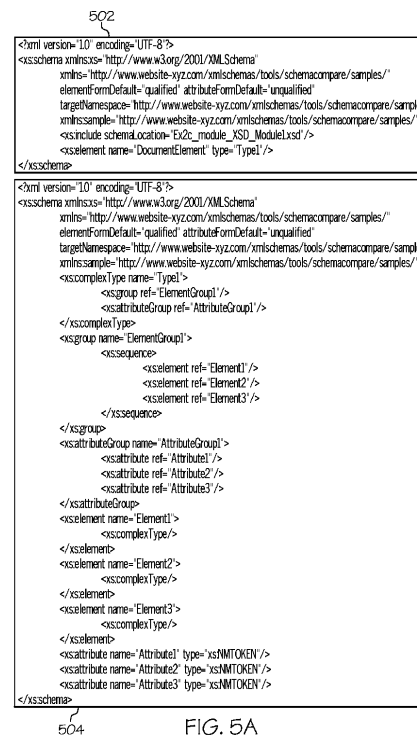 502
<?xml version="1.0" encoding="UTF-8"?>
<xs:schema xmlns:xs="http://www.w3.org/2001/XMLSchema"
xmlns="http://www.website-xyz.com/xmlschemas/tools/schemacompare/samples/"
elementFormDefault="qualified" attributeFormDefault="unqualified"
targetNamespace="http://www.website-xyz.com/xmlschemas/tools/schemacompare/sampl
xmlns:sample="http://www.website-xyz.com/xmlschemas/tools/schemacompare/samples/"
<xs:include schemaLocation="Ex2c_module_XSD_Module1.xsd"/>
<xs:element name="DocumentElement" type="Type1"/>
</xs:schema>
<?xml version="1.0" encoding="UTF-8"?>
<xs:schema xmlns:xs="http://www.w3.org/2001/XMLSchema"
xmlns="http://www.website-xyz.com/xmlschemas/tools/schemacompare/samples/"
elementFormDefault="qualified" attributeFormDefault="unqualified"
targetNamespace="http://www.website-xyz.com/xmlschemas/tools/schemacompare/sampl
xmlns:sample="http://www.website-xyz.com/xmlschemas/tools/schemacompare/samples/"
<xs:complexType name="Type1">
<xs:group ref="ElementGroup1"/>
<xs:attributeGroup ref="AttributeGroup1"/>
</xs:complexType>
<xs:group name="ElementGroup1">
<xs:sequence>
<xs:element ref="Element1"/>
<xs:element ref="Element2"/>
<xs:element ref="Element3"/>
</xs:sequence>
</xs:group>
<xs:attributeGroup name="AttributeGroup1">
<xs:attribute ref="Attribute1"/>
<xs:attribute ref="Attribute2"/>
<xs:attribute ref="Attribute3"/>
</xs:attributeGroup>
<xs:element name="Element1">
<xs:complexType/>
</xs:element>
<xs:element name="Element2">
<xs:complexType/>
</xs:element>
<xs:element name="Element3">
<xs:complexType/>
</xs:element>
<xs:attribute name="Attribute1" type="xs:NMTOKEN"/>
<xs:attribute name="Attribute2" type="xs:NMTOKEN"/>
<xs:attribute name="Attribute3" type="xs:NMTOKEN"/>
</xs:schema>
504
FIG. 5A